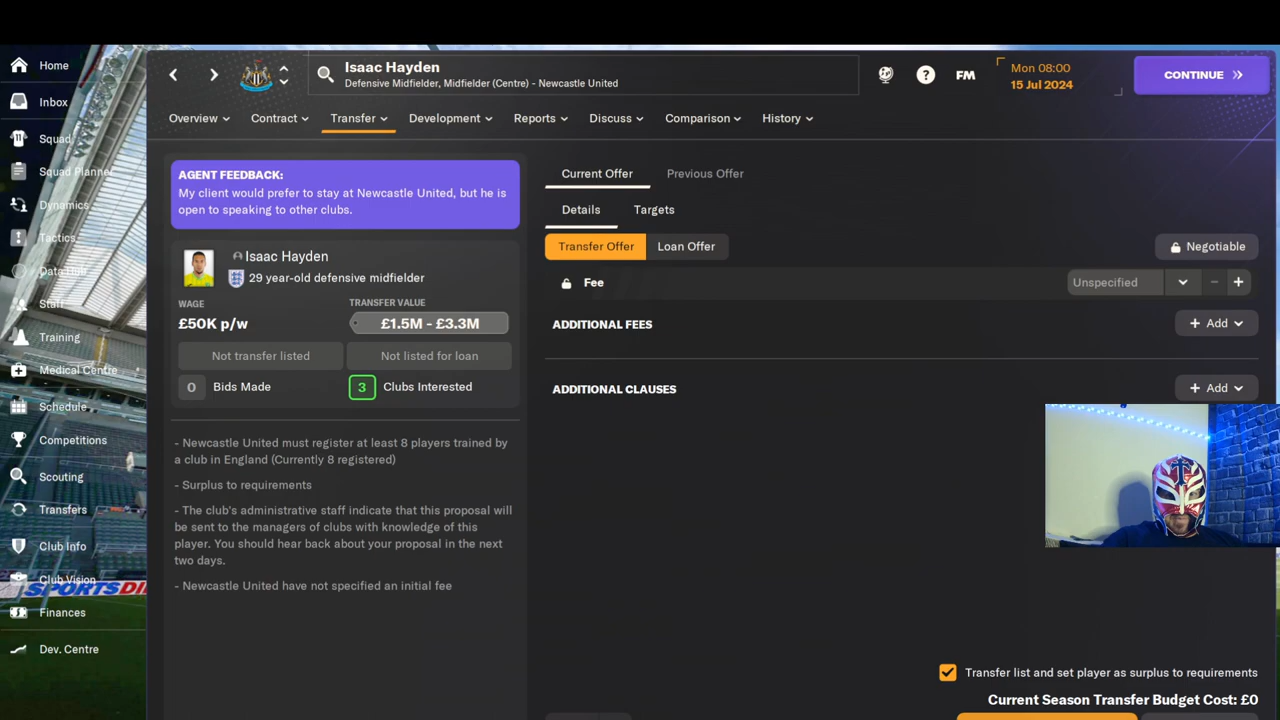 Home
Inbox
Squad
Squad Planner
Dynamics
Tactics
Data Hub
Staff
Training
Medical Centre
Schedule
Competitions
Scouting
Transfers
Club Info
Club Vision
Finances
Dev. Centre
Isaac Hayden
Defensive Midfielder, Midfielder (Centre) - Newcastle United
FM
Mon 08:00
15 Jul 2024
CONTINUE
Overview
Contract
Transfer
Development
Reports
Discuss
Comparison
History
AGENT FEEDBACK:
My client would prefer to stay at Newcastle United, but he is
open to speaking to other clubs.
Isaac Hayden
29 year-old defensive midfielder
WAGE
£50K p/w
TRANSFER VALUE
£1.5M - £3.3M
Not transfer listed
Not listed for loan
0 Bids Made
3 Clubs Interested
- Newcastle United must register at least 8 players trained by
a club in England (Currently 8 registered)
- Surplus to requirements
- The club's administrative staff indicate that this proposal will
be sent to the managers of clubs with knowledge of this
player. You should hear back about your proposal in the next
two days.
- Newcastle United have not specified an initial fee
Current Offer
Previous Offer
Details
Targets
Transfer Offer
Loan Offer
Negotiable
Fee
Unspecified
ADDITIONAL FEES
+ Add
ADDITIONAL CLAUSES
+ Add
Transfer list and set player as surplus to requirements
Current Season Transfer Budget Cost: £0